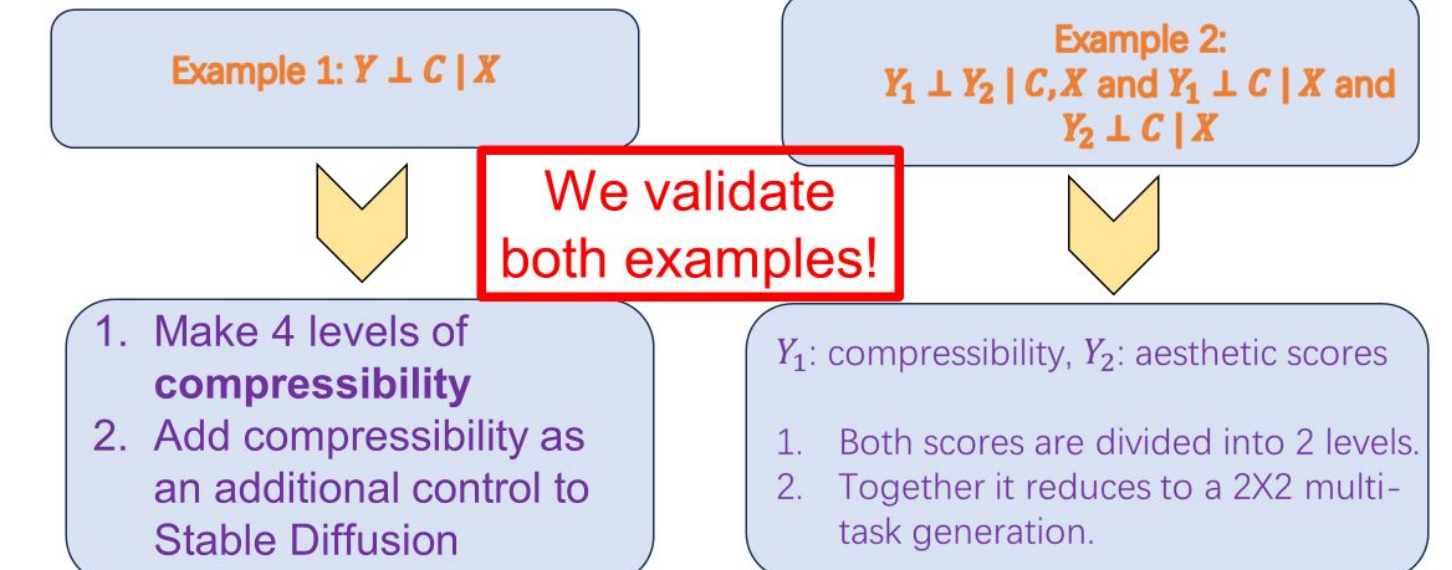 Example 1: Y ⊥ C | X
Example 2:
Y₁ ⊥ Y₂ | C, X and Y₁ ⊥ C | X and
Y₂ ⊥ C | X
We validate
both examples!
1. Make 4 levels of
compressibility
2. Add compressibility as
an additional control to
Stable Diffusion
Y₁: compressibility, Y₂: aesthetic scores
1. Both scores are divided into 2 levels.
2. Together it reduces to a 2X2 multi-
task generation.